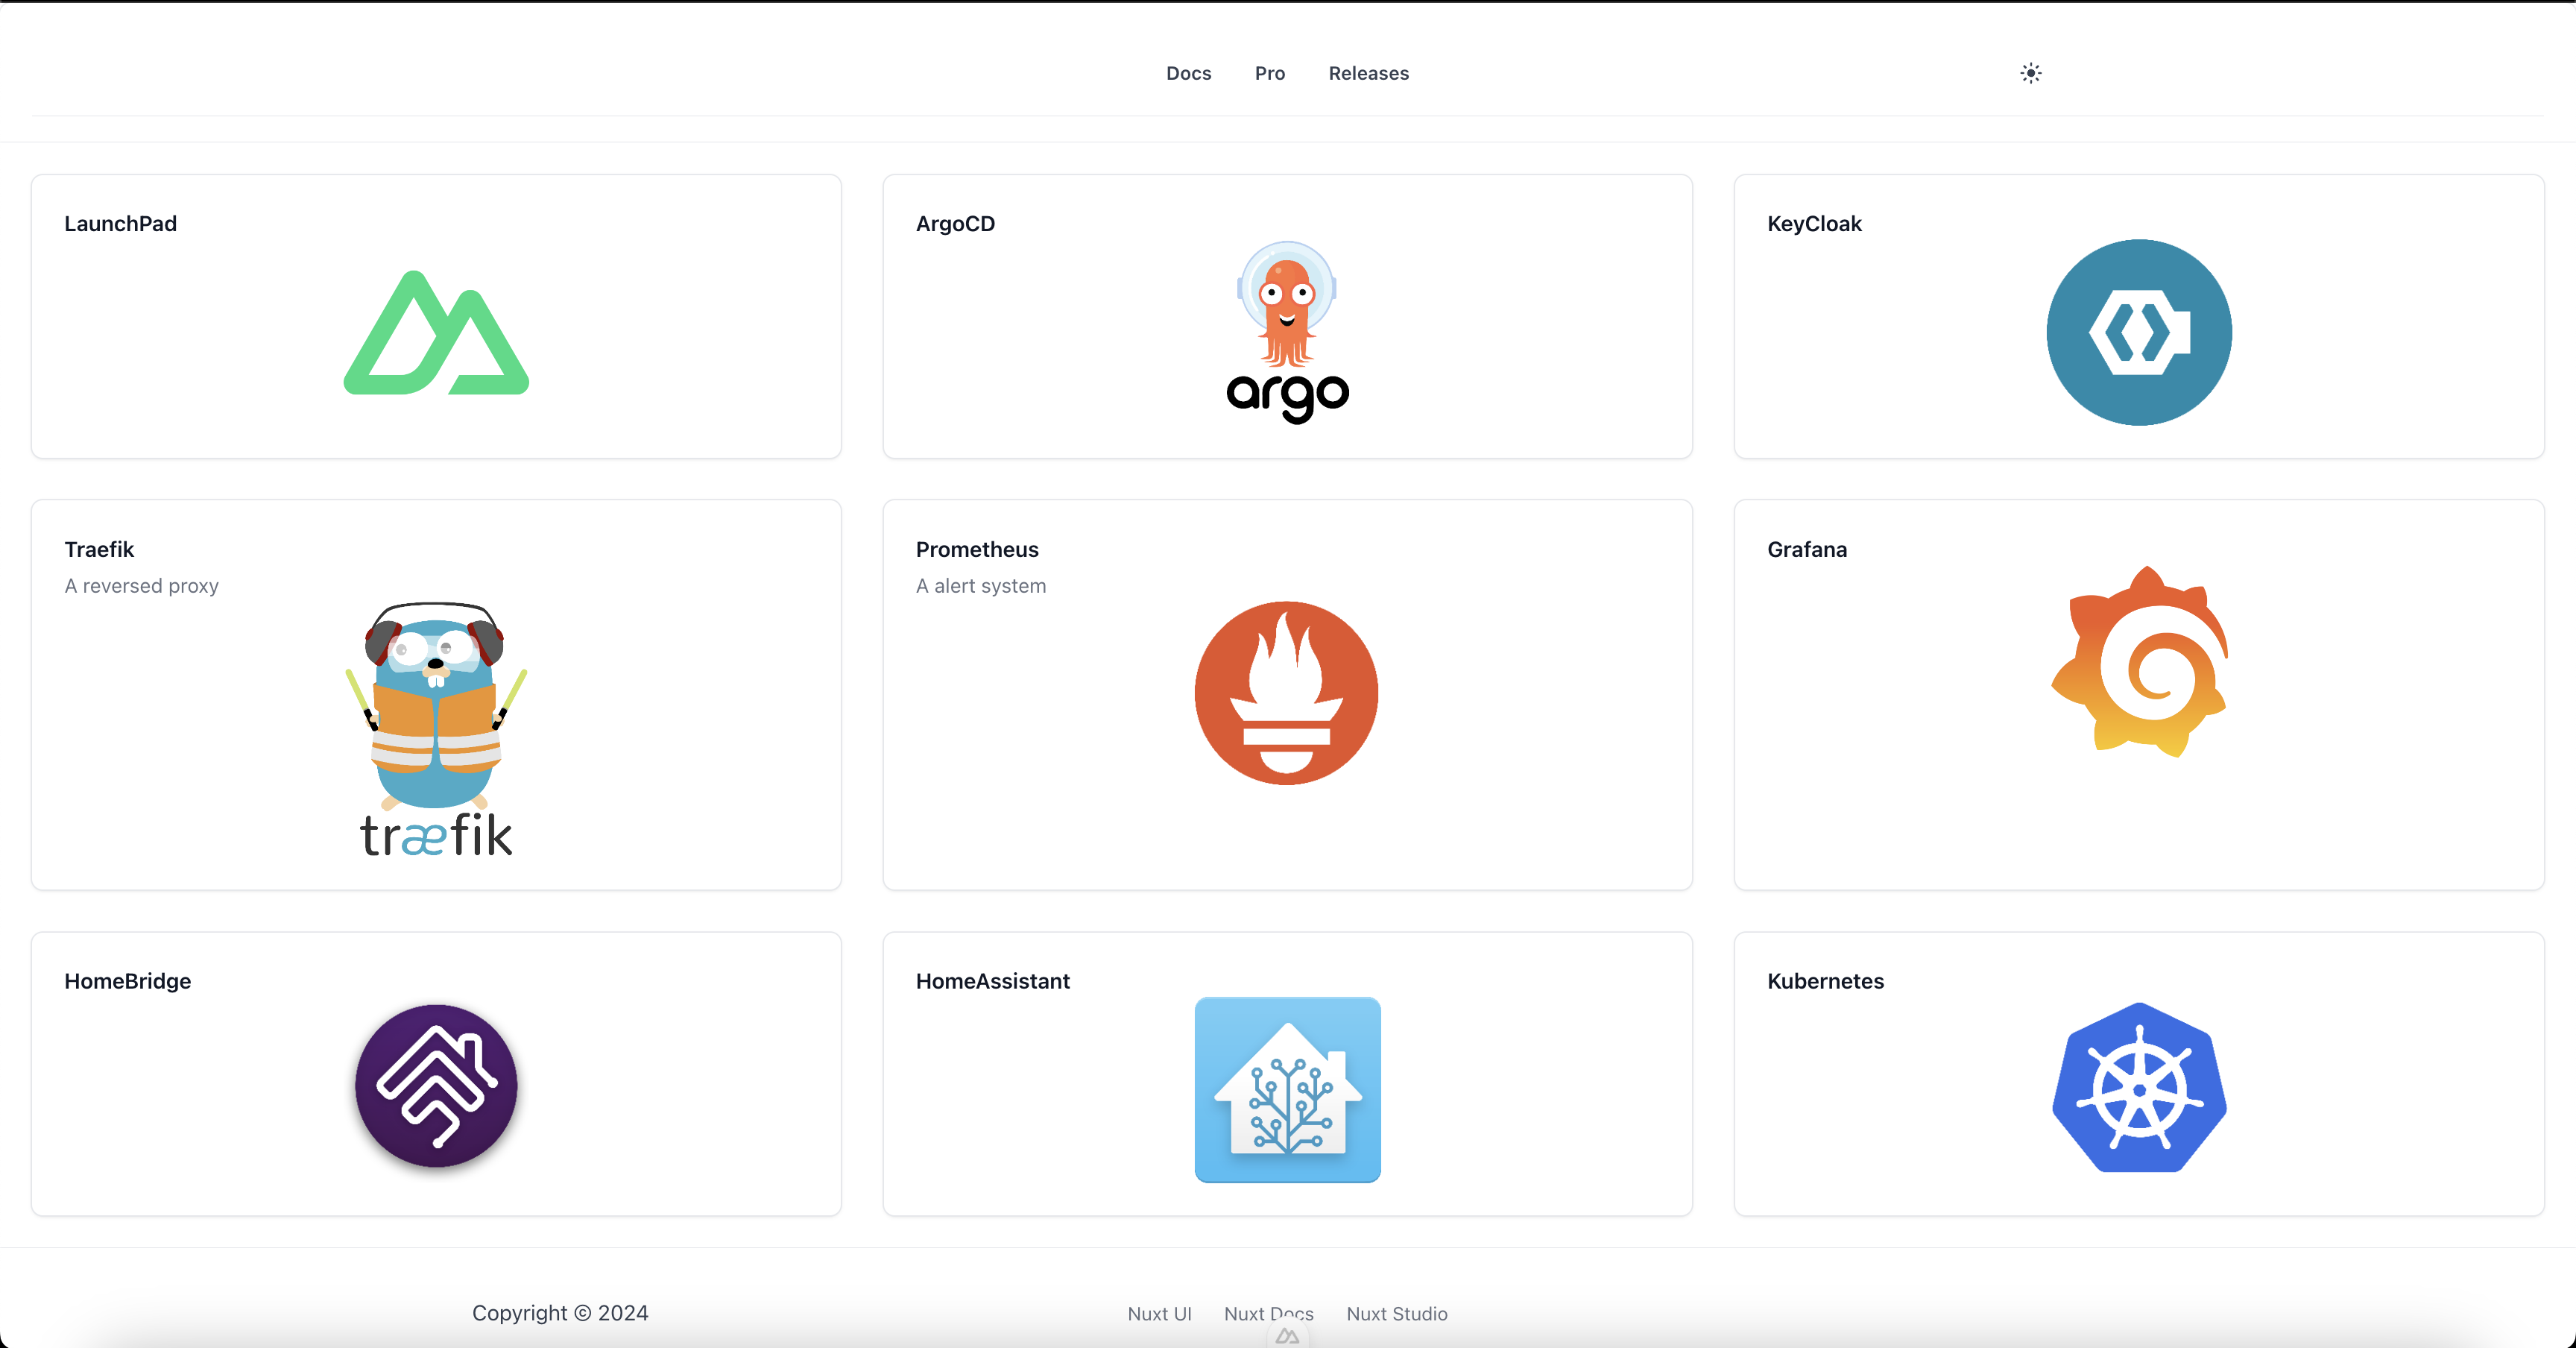 Docs Pro Releases
LaunchPad
ArgoCD
argo
KeyCloak
Traefik
A reversed proxy
træfik
Prometheus
A alert system
Grafana
HomeBridge
HomeAssistant
Kubernetes
Copyright © 2024
Nuxt UI Nuxt Docs Nuxt Studio